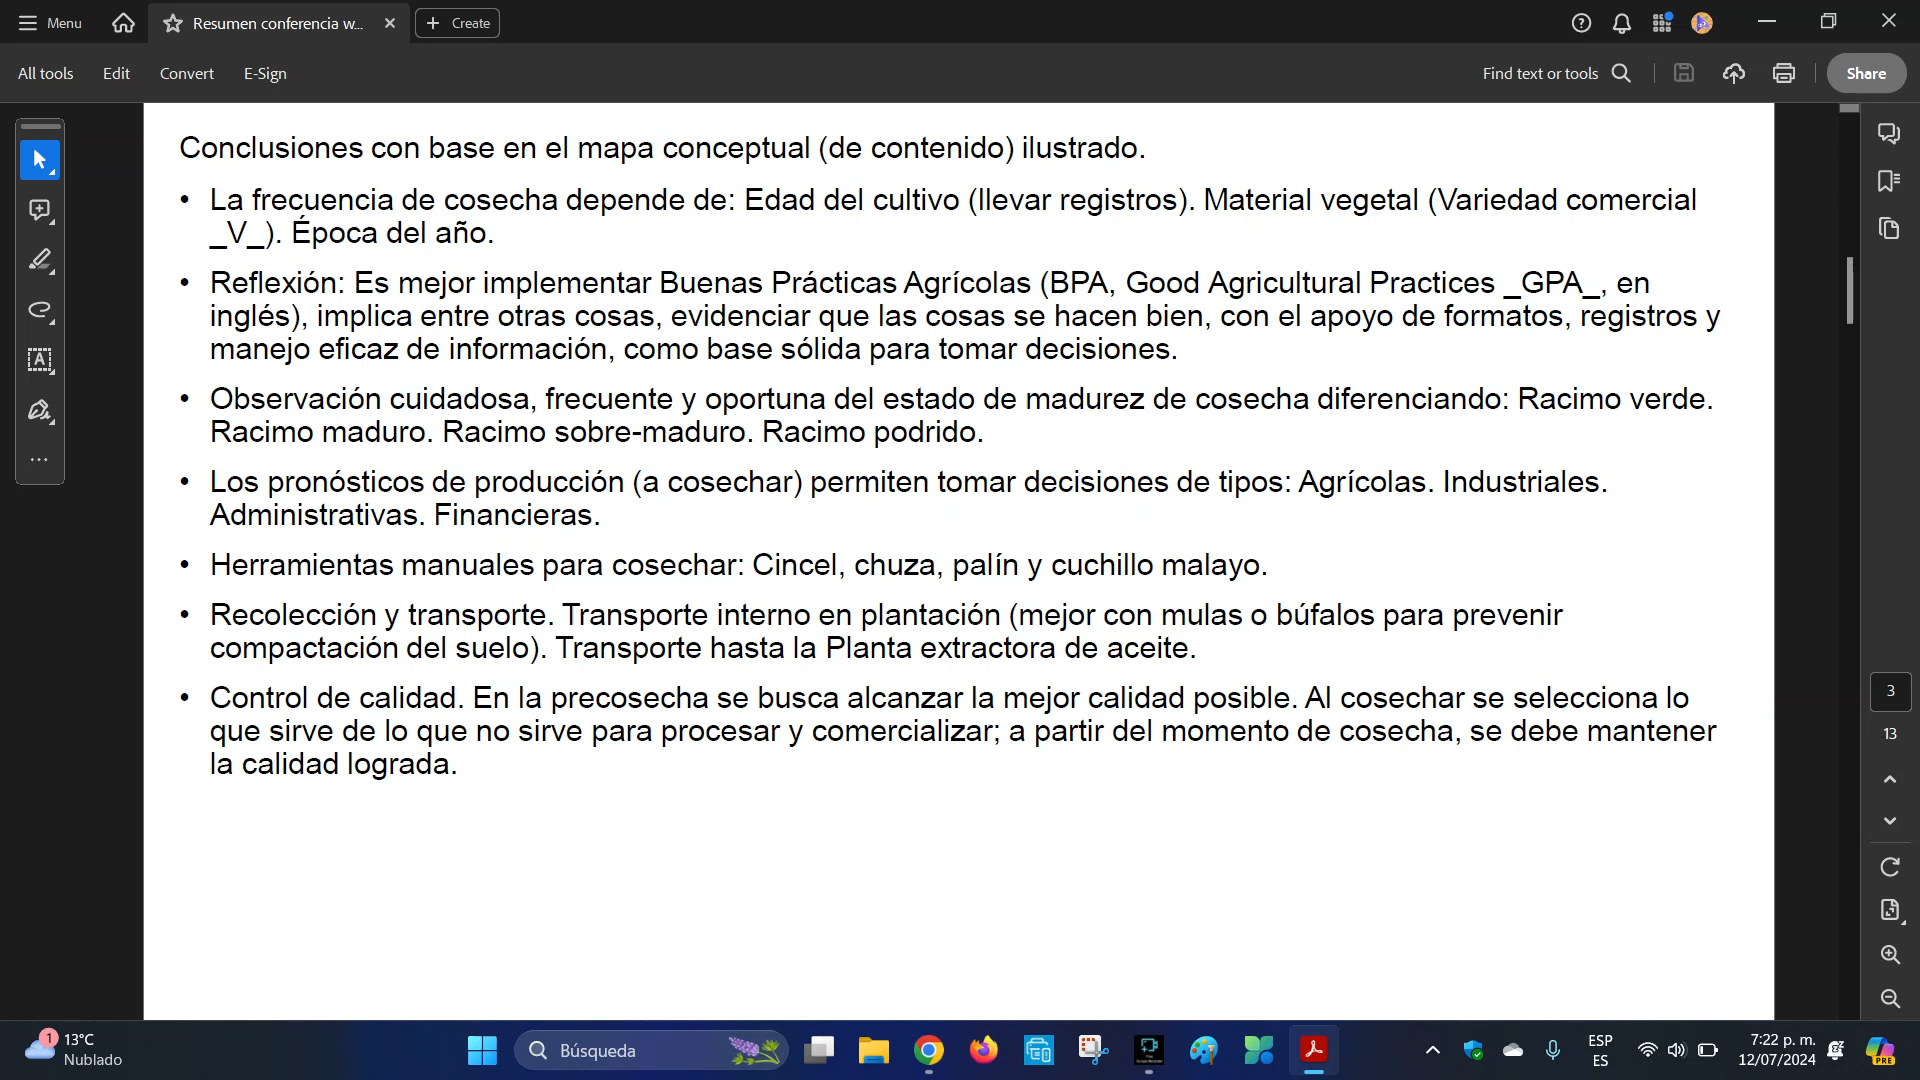 Menu
Resumen conferencia w...
Create
All tools
Edit
Convert
E-Sign
Find text or tools
Share
Conclusiones con base en el mapa conceptual (de contenido) ilustrado.
• La frecuencia de cosecha depende de: Edad del cultivo (llevar registros). Material vegetal (Variedad comercial
_V_). Época del año.
• Reflexión: Es mejor implementar Buenas Prácticas Agrícolas (BPA, Good Agricultural Practices _GPA_, en
inglés), implica entre otras cosas, evidenciar que las cosas se hacen bien, con el apoyo de formatos, registros y
manejo eficaz de información, como base sólida para tomar decisiones.
• Observación cuidadosa, frecuente y oportuna del estado de madurez de cosecha diferenciando: Racimo verde.
Racimo maduro. Racimo sobre-maduro. Racimo podrido.
• Los pronósticos de producción (a cosechar) permiten tomar decisiones de tipos: Agrícolas. Industriales.
Administrativas. Financieras.
• Herramientas manuales para cosechar: Cincel, chuza, palín y cuchillo malayo.
• Recolección y transporte. Transporte interno en plantación (mejor con mulas o búfalos para prevenir
compactación del suelo). Transporte hasta la Planta extractora de aceite.
• Control de calidad. En la precosecha se busca alcanzar la mejor calidad posible. Al cosechar se selecciona lo
que sirve de lo que no sirve para procesar y comercializar; a partir del momento de cosecha, se debe mantener
la calidad lograda.
3
13
1
13°C
Nublado
Búsqueda
ESP
ES
7:22 p. m.
12/07/2024
PRE